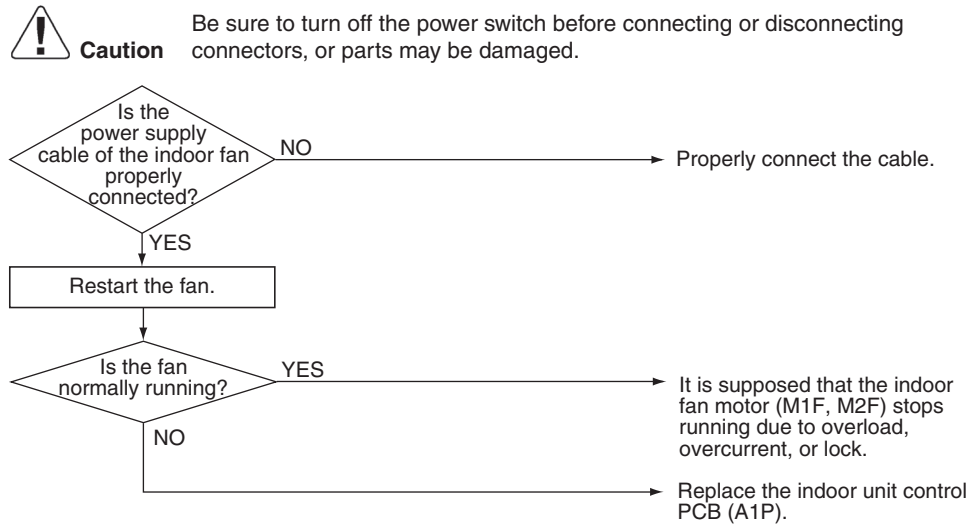 Caution
Be sure to turn off the power switch before connecting or disconnecting
connectors, or parts may be damaged.
Is the
power supply
cable of the indoor fan
properly
connected?
NO
Properly connect the cable.
YES
Restart the fan.
Is the fan
normally running?
YES
It is supposed that the indoor
fan motor (M1F, M2F) stops
running due to overload,
overcurrent, or lock.
NO
Replace the indoor unit control
PCB (A1P).